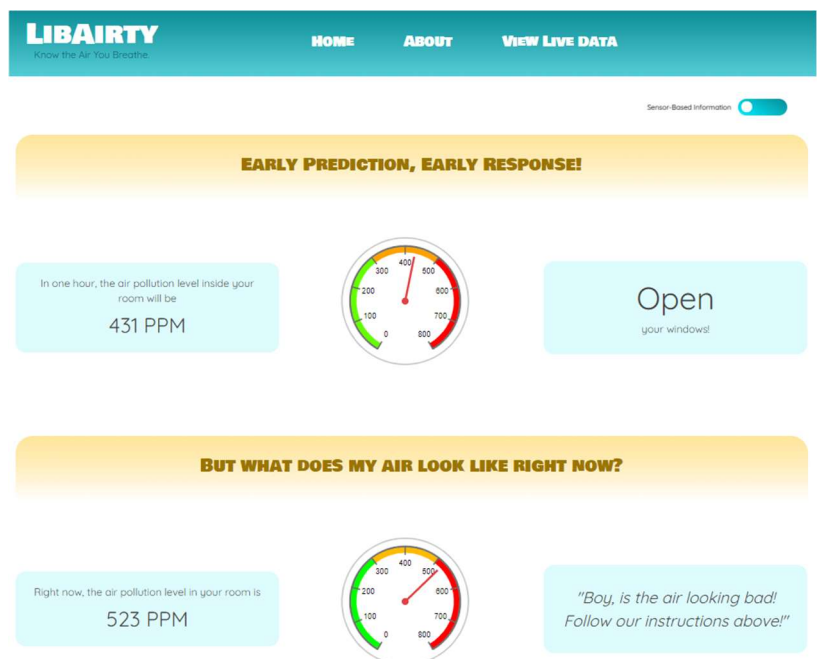 LibAirty
Know the Air You Breathe.
Home
About
View Live Data
Sensor-Based Information
Early Prediction, Early Response!
In one hour, the air pollution level inside your
room will be
431 PPM
0
100
200
300
400
500
600
700
800
Open
your windows!
But what does my air look like right now?
Right now, the air pollution level in your room is
523 PPM
0
100
200
300
400
500
600
700
800
"Boy, is the air looking bad!
Follow our instructions above!"